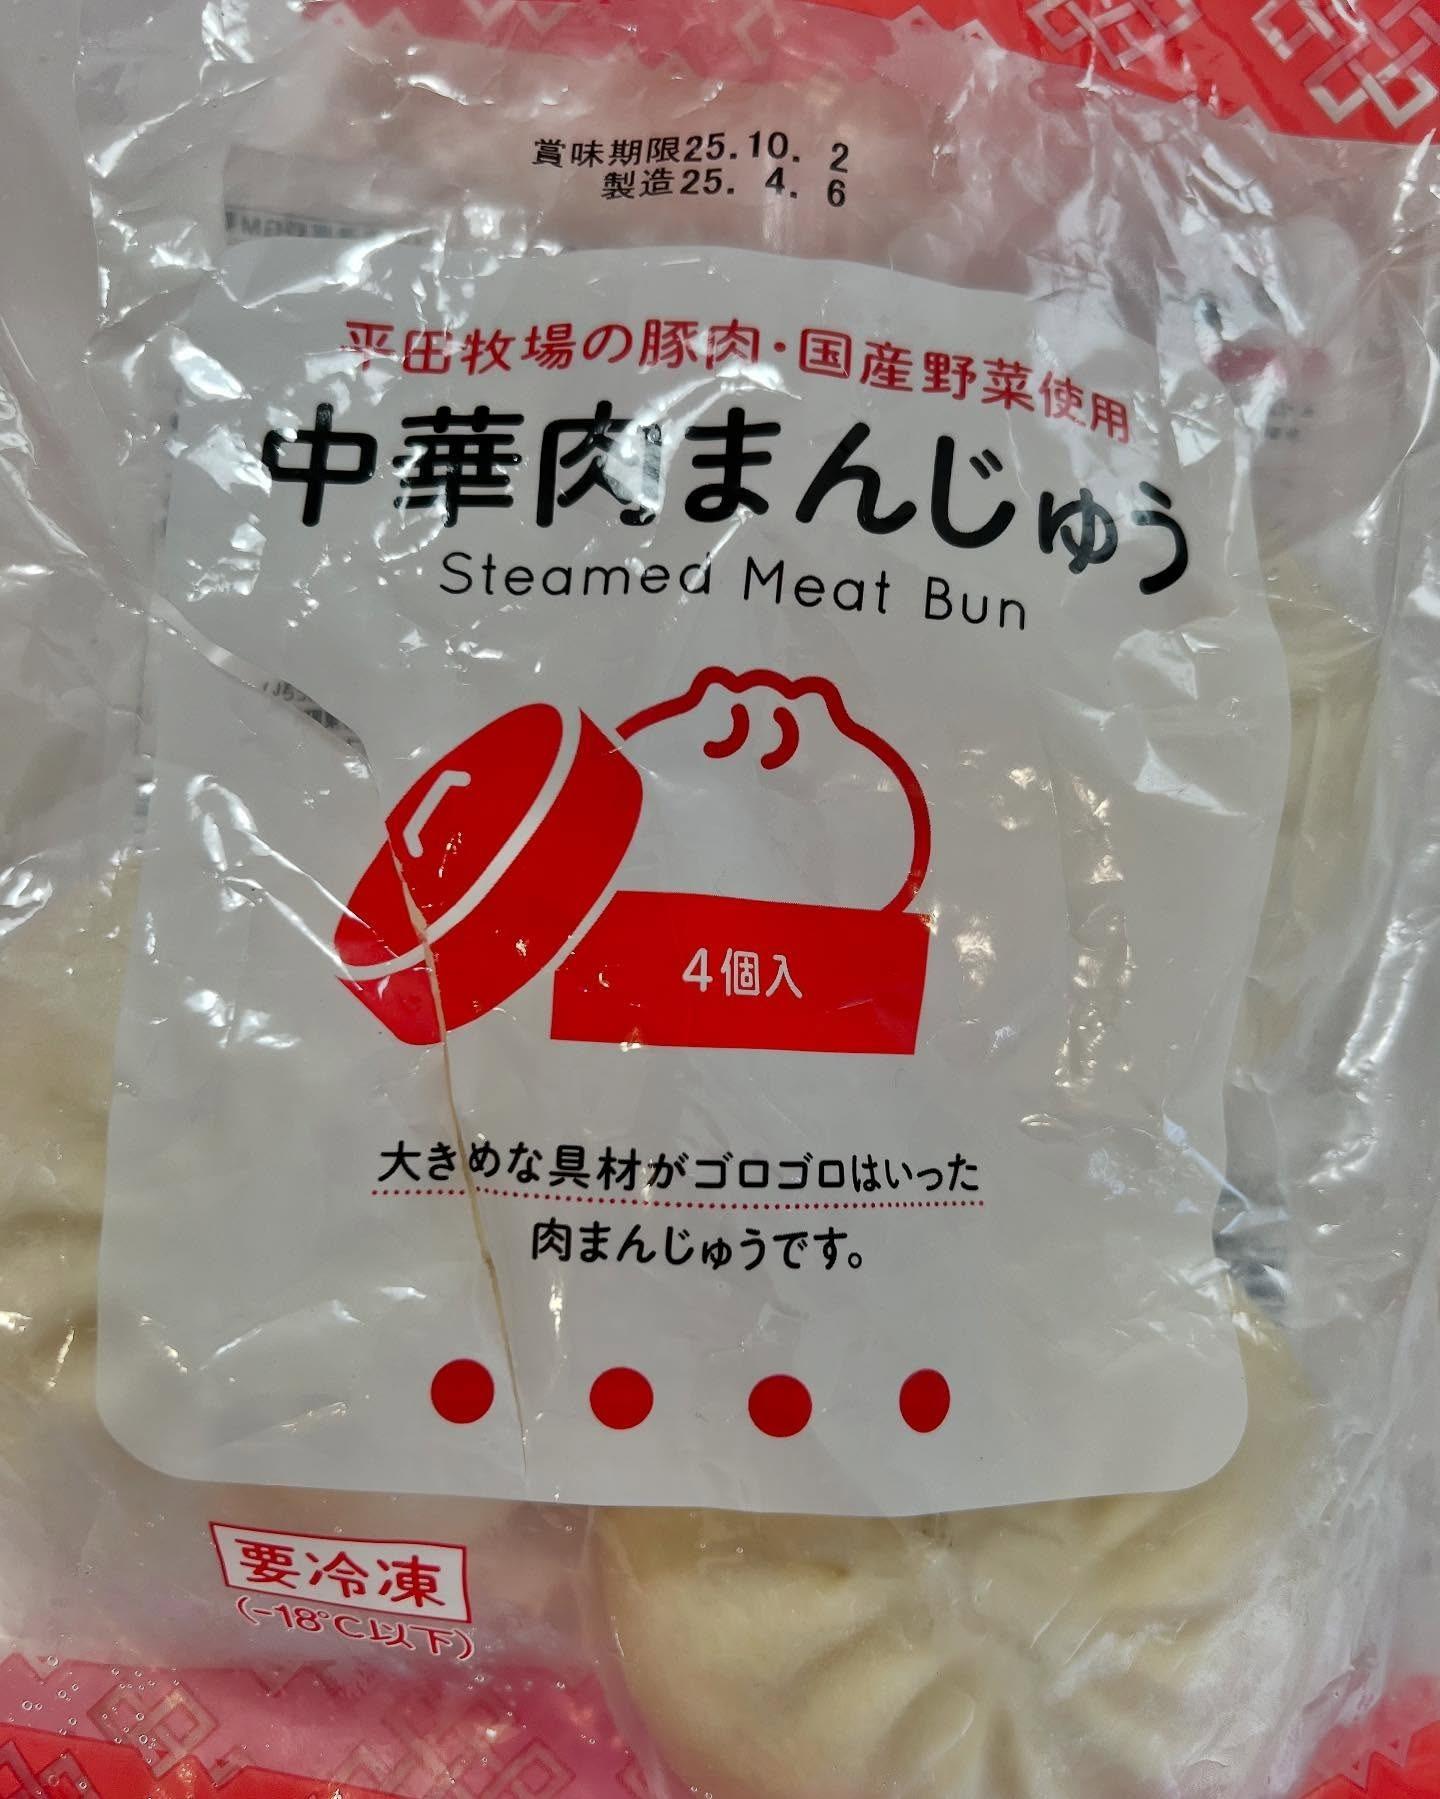 賞味期限25.10. 2
製造25. 4. 6
平田牧場の豚肉・国産野菜使用
中華肉まんじゅう
Steamed Meat Bun
4個入
大きめな具材がゴロゴロはいった
肉まんじゅうです。
要冷凍
(-18℃以下)